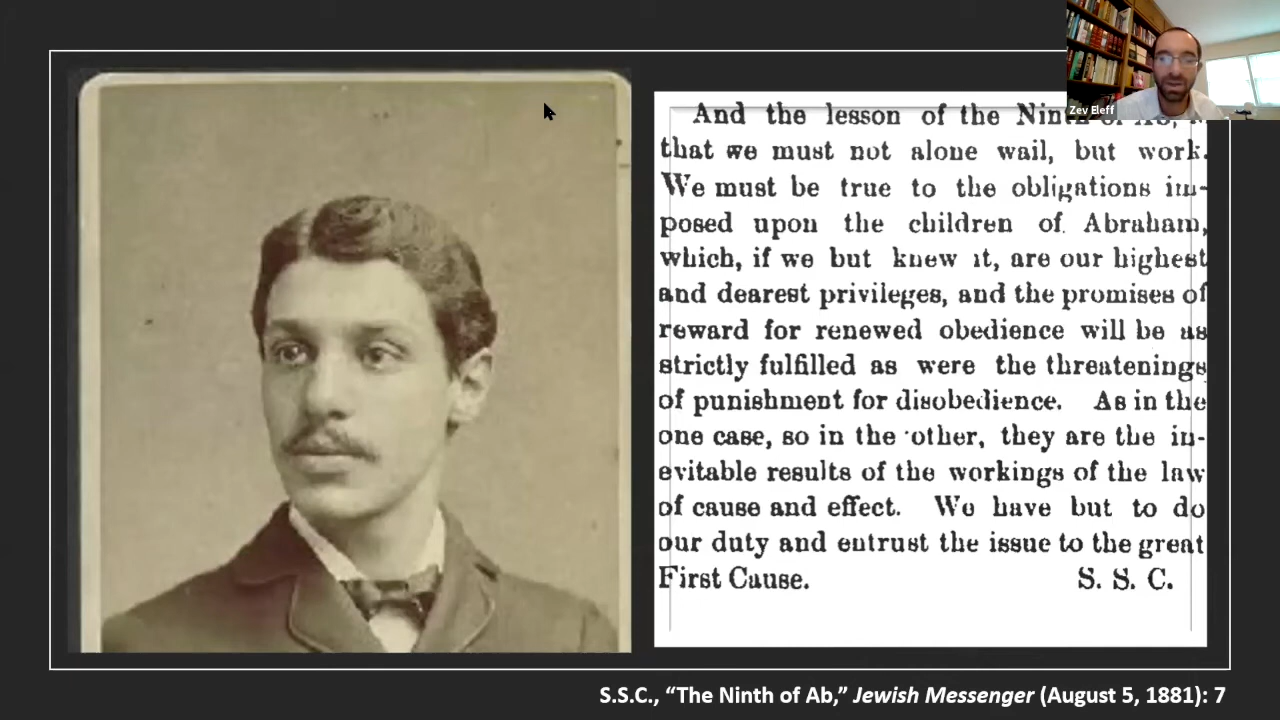 Zev Eleff
And the lesson of the Ninth of Ab,
that we must not alone wail, but work.
We must be true to the obligations im-
posed upon the children of Abraham,
which, if we but knew it, are our highest
and dearest privileges, and the promises of
reward for renewed obedience will be as
strictly fulfilled as were the threatenings
of punishment for disobedience. As in the
one case, so in the other, they are the in-
evitable results of the workings of the law
of cause and effect. We have but to do
our duty and entrust the issue to the great
First Cause. S. S. C.
S.S.C., “The Ninth of Ab,” Jewish Messenger (August 5, 1881): 7